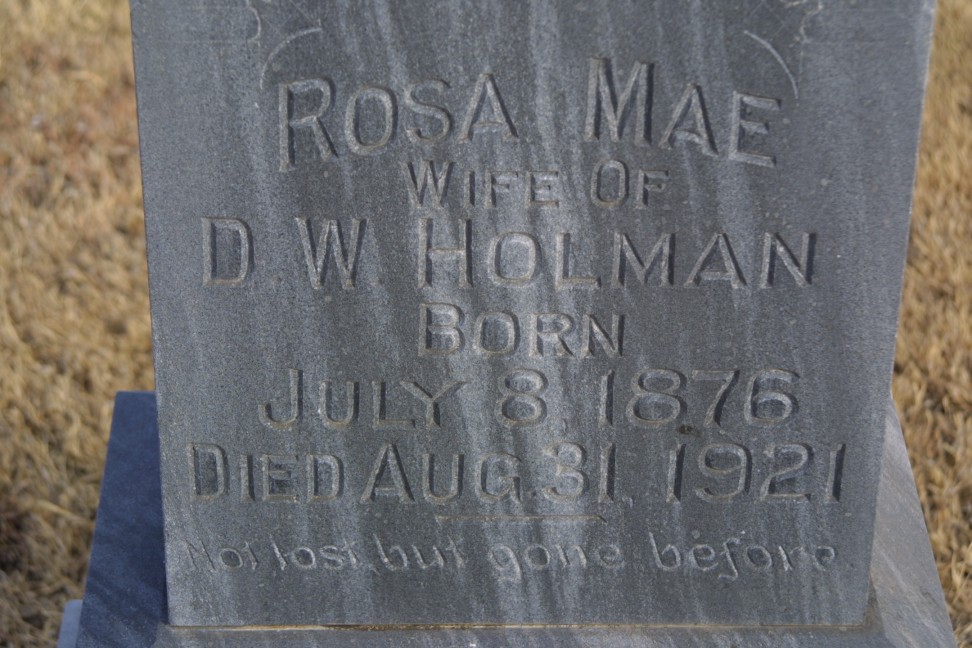 ROSA MAE
WIFE OF
D.W. HOLMAN
BORN
JULY 8, 1876
DIED AUG. 31, 1921
Not lost but gone before